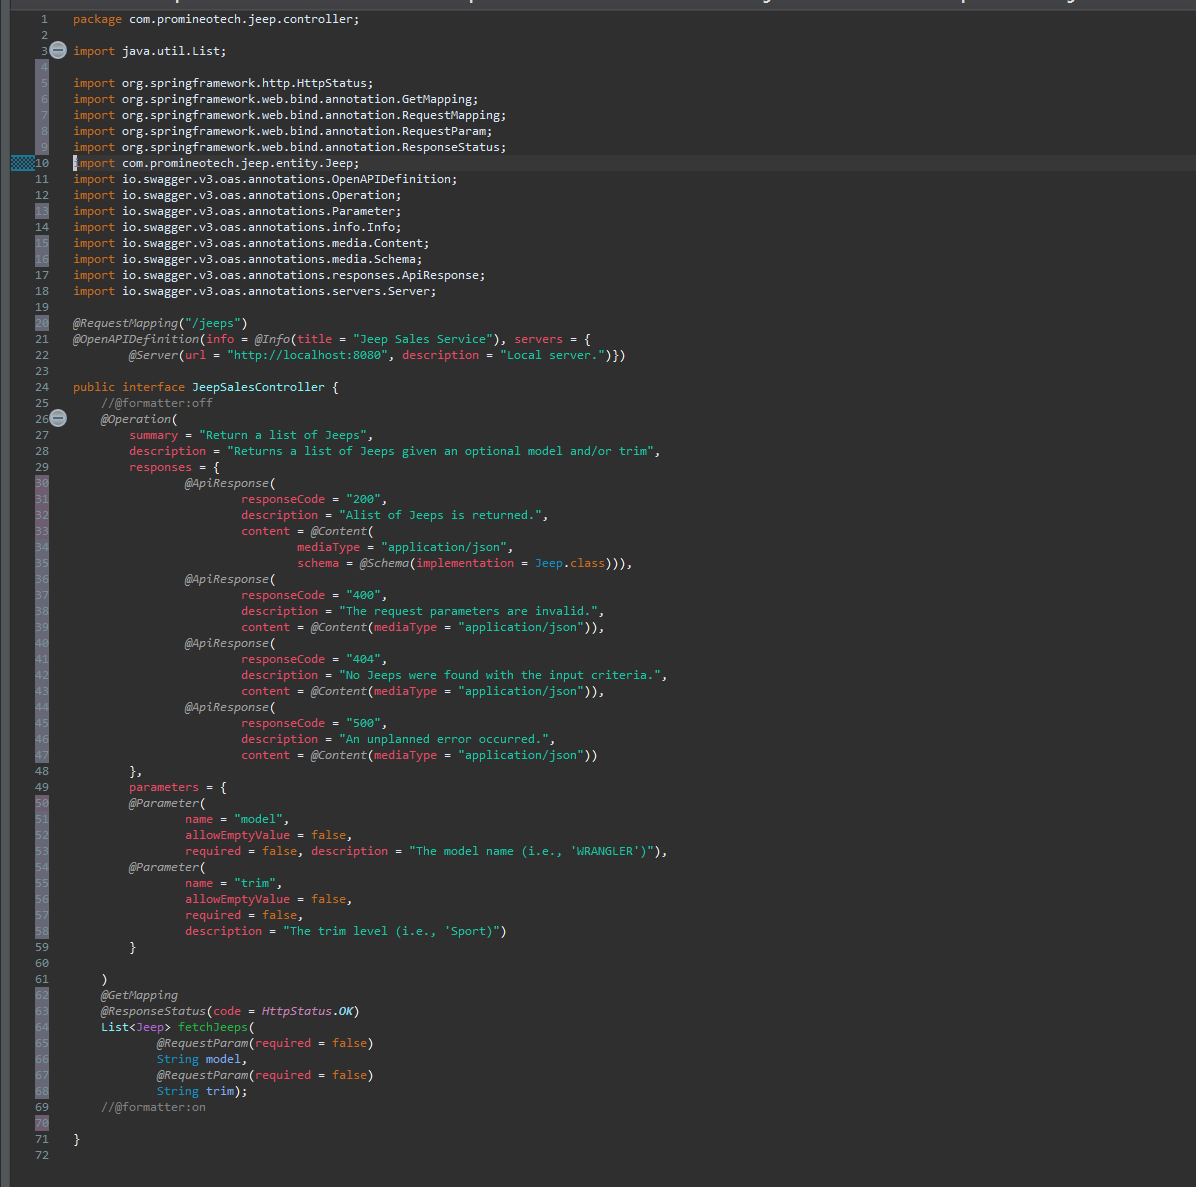 1 package com.promineotech.jeep.controller;
2
3 import java.util.List;
4
5 import org.springframework.http.HttpStatus;
6 import org.springframework.web.bind.annotation.GetMapping;
7 import org.springframework.web.bind.annotation.RequestMapping;
8 import org.springframework.web.bind.annotation.RequestParam;
9 import org.springframework.web.bind.annotation.ResponseStatus;
10 import com.promineotech.jeep.entity.Jeep;
11 import io.swagger.v3.oas.annotations.OpenAPIDefinition;
12 import io.swagger.v3.oas.annotations.Operation;
13 import io.swagger.v3.oas.annotations.Parameter;
14 import io.swagger.v3.oas.annotations.info.Info;
15 import io.swagger.v3.oas.annotations.media.Content;
16 import io.swagger.v3.oas.annotations.media.Schema;
17 import io.swagger.v3.oas.annotations.responses.ApiResponse;
18 import io.swagger.v3.oas.annotations.servers.Server;
19
20 @RequestMapping("/jeeps")
21 @OpenAPIDefinition(info = @Info(title = "Jeep Sales Service"), servers = {
22 @Server(url = "http://localhost:8080", description = "Local server.")})
23
24 public interface JeepSalesController {
25 //@formatter:off
26 @Operation(
27 summary = "Return a list of Jeeps",
28 description = "Returns a list of Jeeps given an optional model and/or trim",
29 responses = {
30 @ApiResponse(
31 responseCode = "200",
32 description = "Alist of Jeeps is returned.",
33 content = @Content(
34 mediaType = "application/json",
35 schema = @Schema(implementation = Jeep.class))),
36 @ApiResponse(
37 responseCode = "400",
38 description = "The request parameters are invalid.",
39 content = @Content(mediaType = "application/json")),
40 @ApiResponse(
41 responseCode = "404",
42 description = "No Jeeps were found with the input criteria.",
43 content = @Content(mediaType = "application/json")),
44 @ApiResponse(
45 responseCode = "500",
46 description = "An unplanned error occurred.",
47 content = @Content(mediaType = "application/json"))
48 },
49 parameters = {
50 @Parameter(
51 name = "model",
52 allowEmptyValue = false,
53 required = false, description = "The model name (i.e., 'WRANGLER')"),
54 @Parameter(
55 name = "trim",
56 allowEmptyValue = false,
57 required = false,
58 description = "The trim level (i.e., 'Sport)")
59 }
60
61 )
62 @GetMapping
63 @ResponseStatus(code = HttpStatus.OK)
64 List<Jeep> fetchJeeps(
65 @RequestParam(required = false)
66 String model,
67 @RequestParam(required = false)
68 String trim);
69 //@formatter:on
70
71 }
72